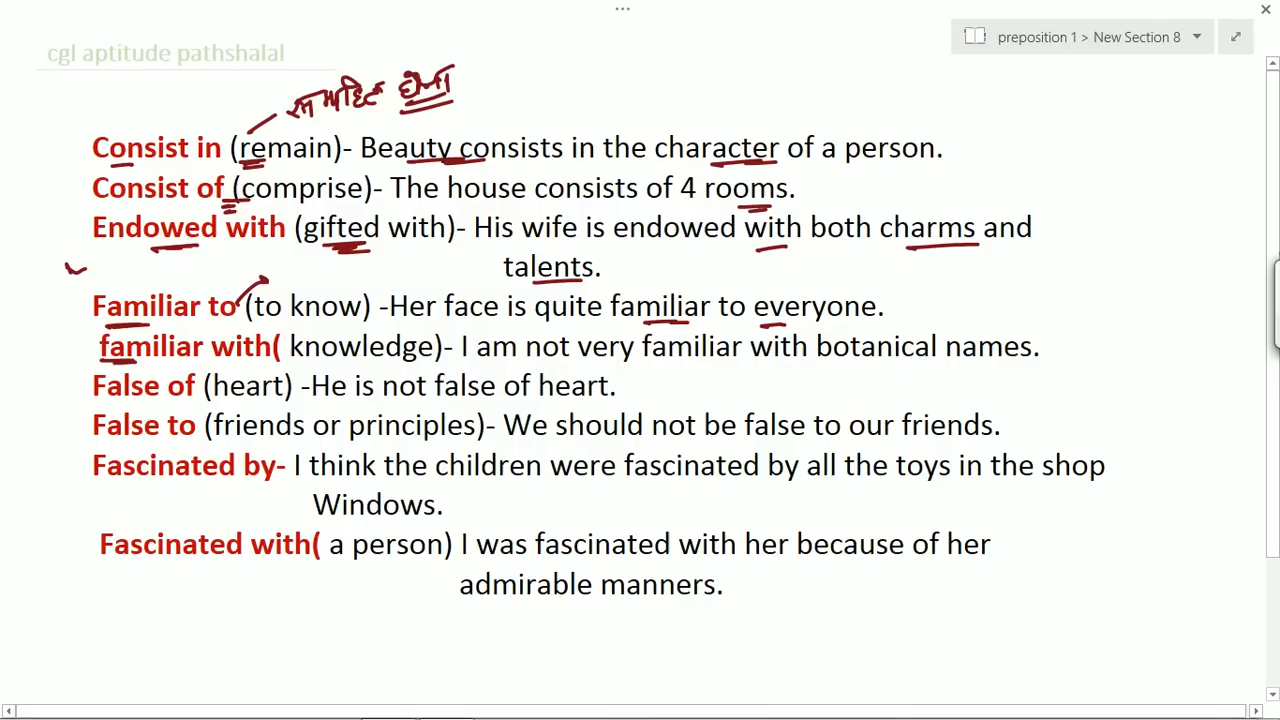 ...
cgl aptitude pathshalal
preposition 1 > New Section 8
समाहित होना
Consist in (remain)- Beauty consists in the character of a person.
Consist of (comprise)- The house consists of 4 rooms.
Endowed with (gifted with)- His wife is endowed with both charms and
talents.
Familiar to (to know) -Her face is quite familiar to everyone.
familiar with( knowledge)- I am not very familiar with botanical names.
False of (heart) -He is not false of heart.
False to (friends or principles)- We should not be false to our friends.
Fascinated by- I think the children were fascinated by all the toys in the shop
Windows.
Fascinated with( a person) I was fascinated with her because of her
admirable manners.